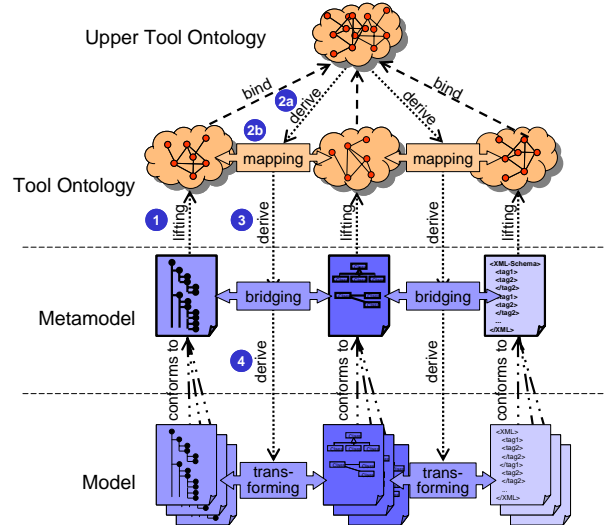 Upper Tool Ontology
bind
2a
derive
derive
bind
2b
mapping
mapping
Tool Ontology
1
lifting
3
derive
lifting
derive
lifting
<XML-Schema>
<tag1>
<tag2>
</tag2>
<tag1>
<tag2>
</tag2>
...
</XML>
bridging
bridging
Metamodel
conforms to
4
derive
conforms to
derive
conforms to
<XML>
<tag1>
<tag2>
</tag2>
</tag1>
<tag2>
</tag2>
...
</XML>
trans-
forming
trans-
forming
Model